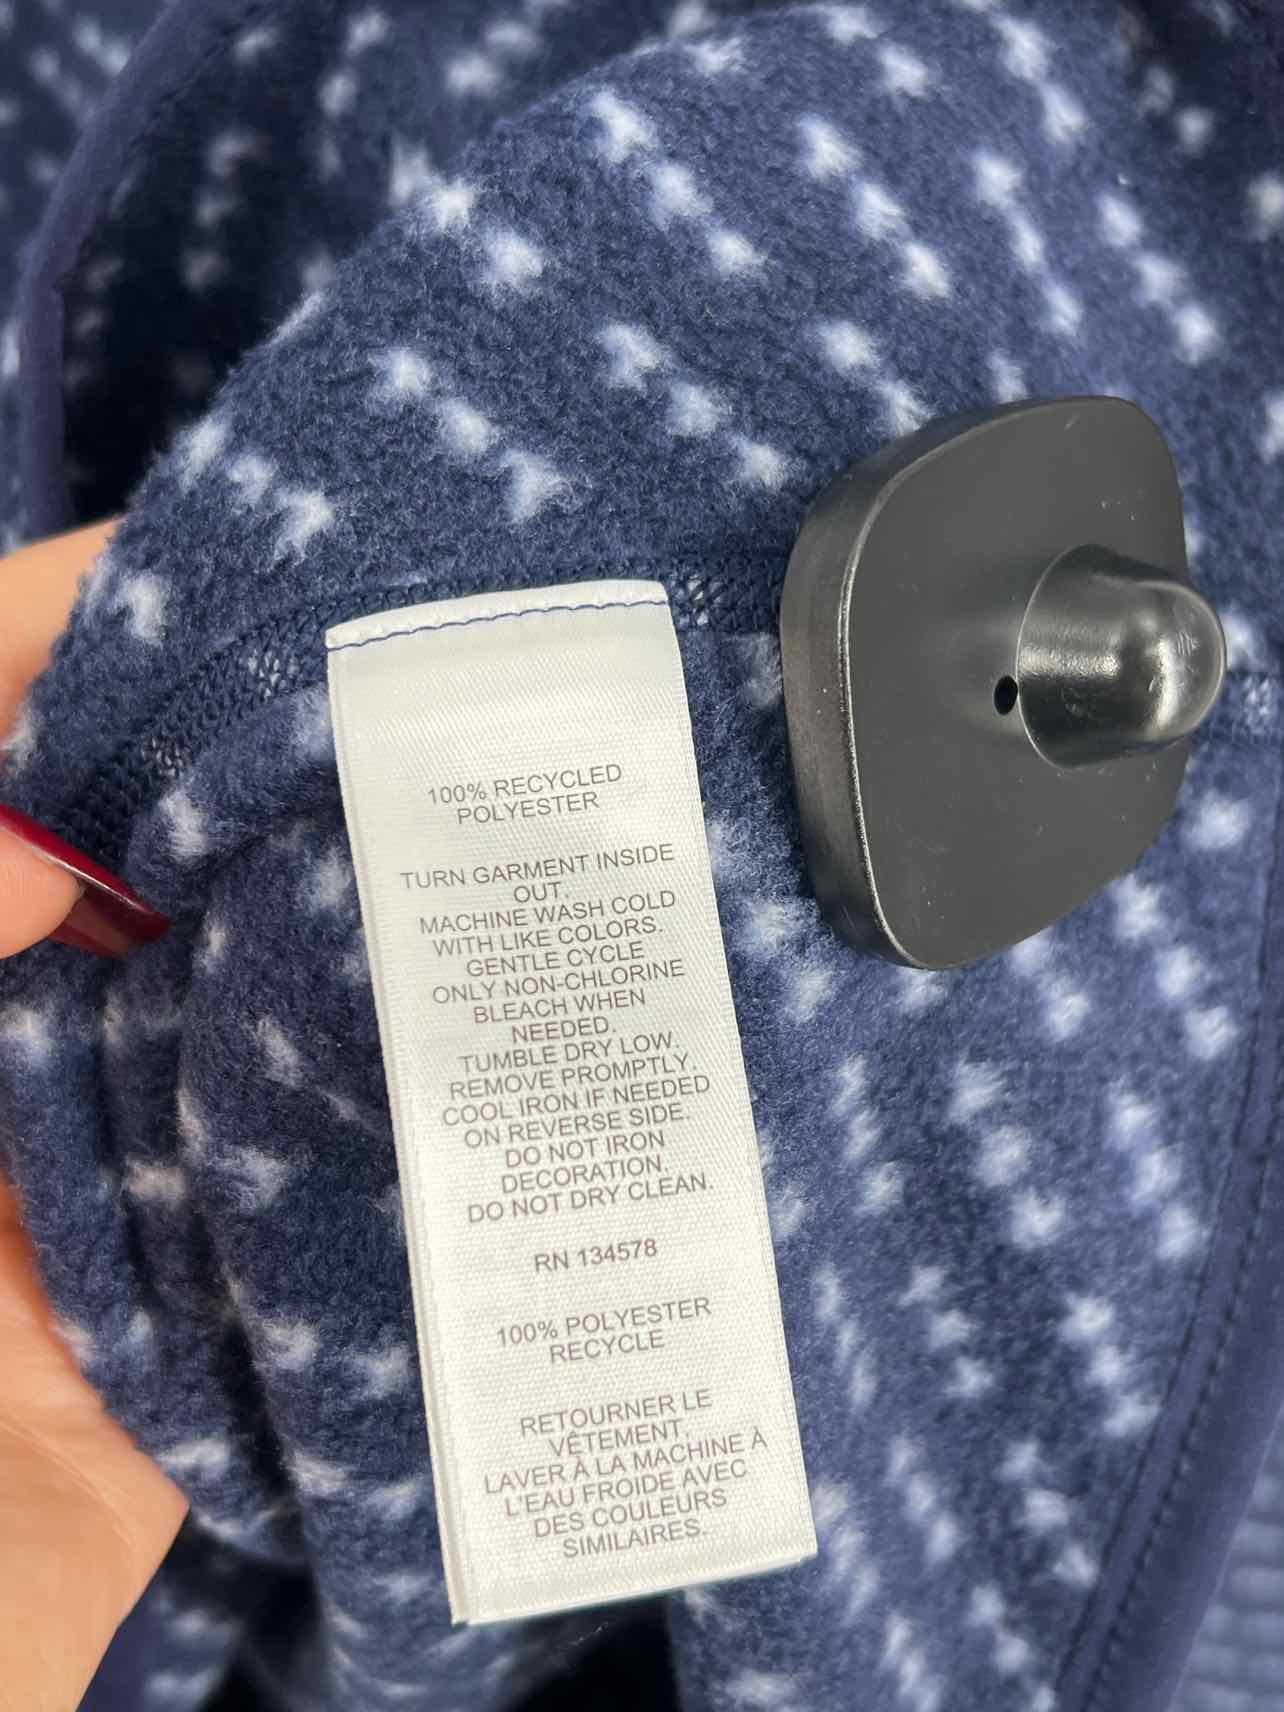 100% RECYCLED
POLYESTER
TURN GARMENT INSIDE
OUT.
MACHINE WASH COLD
WITH LIKE COLORS.
GENTLE CYCLE
ONLY NON-CHLORINE
BLEACH WHEN
NEEDED.
TUMBLE DRY LOW.
REMOVE PROMPTLY.
COOL IRON IF NEEDED
ON REVERSE SIDE.
DO NOT IRON
DECORATION.
DO NOT DRY CLEAN.
RN 134578
100% POLYESTER
RECYCLE
RETOURNER LE
VÊTEMENT.
LAVER À LA MACHINE À
L'EAU FROIDE AVEC
DES COULEURS
SIMILAIRES.